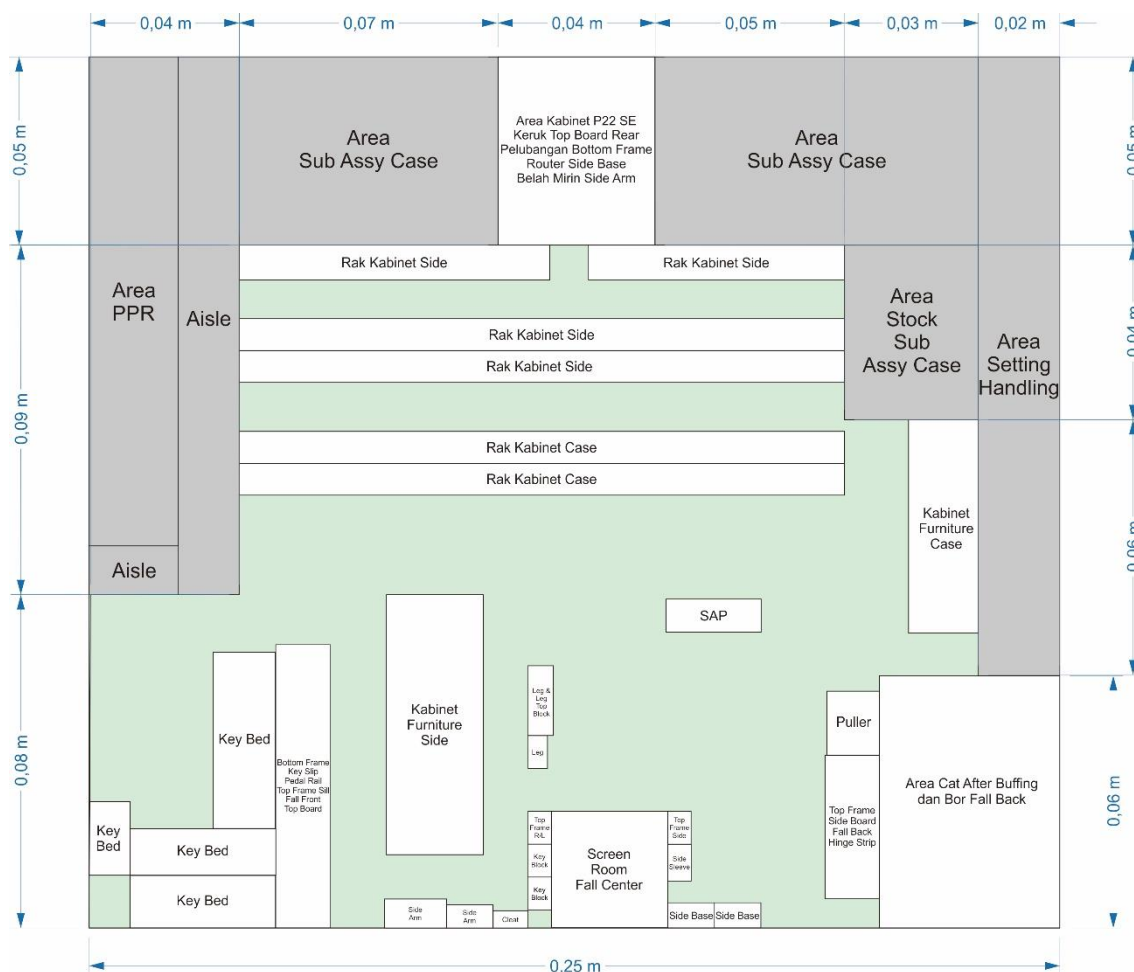 0,04 m
0,07 m
0,04 m
0,05 m
0,03 m
0,02 m
0,05 m
0,05 m
Area
Sub Assy Case
Area Kabinet P22 SE
Keruk Top Board Rear
Pelubangan Bottom Frame
Router Side Base
Belah Mirin Side Arm
Area
Sub Assy Case
Rak Kabinet Side
Rak Kabinet Side
Area
PPR
Aisle
Area
Stock
Sub
Assy Case
Area
Setting
Handling
0,04 m
Rak Kabinet Side
Rak Kabinet Side
0,09 m
Rak Kabinet Case
Rak Kabinet Case
Kabinet
Furniture
Case
0,06 m
Aisle
SAP
Kabinet
Furniture
Side
Leg &
Leg
Top
Block
Leg
Puller
Key Bed
Bottom Frame
Key Slip
Pedal Rail
Top Frame Sill
Fall Front
Top Board
0,08 m
Area Cat After Buffing
dan Bor Fall Back
0,06 m
Key
Bed
Key Bed
Key Bed
Top
Frame
R/L
Key
Block
Key
Block
Screen
Room
Fall Center
Top
Frame
Side
Side
Sleeve
Top Frame
Side Board
Fall Back
Hinge Strip
Side
Arm
Side
Arm
Cleat
Side Base
Side Base
0,25 m